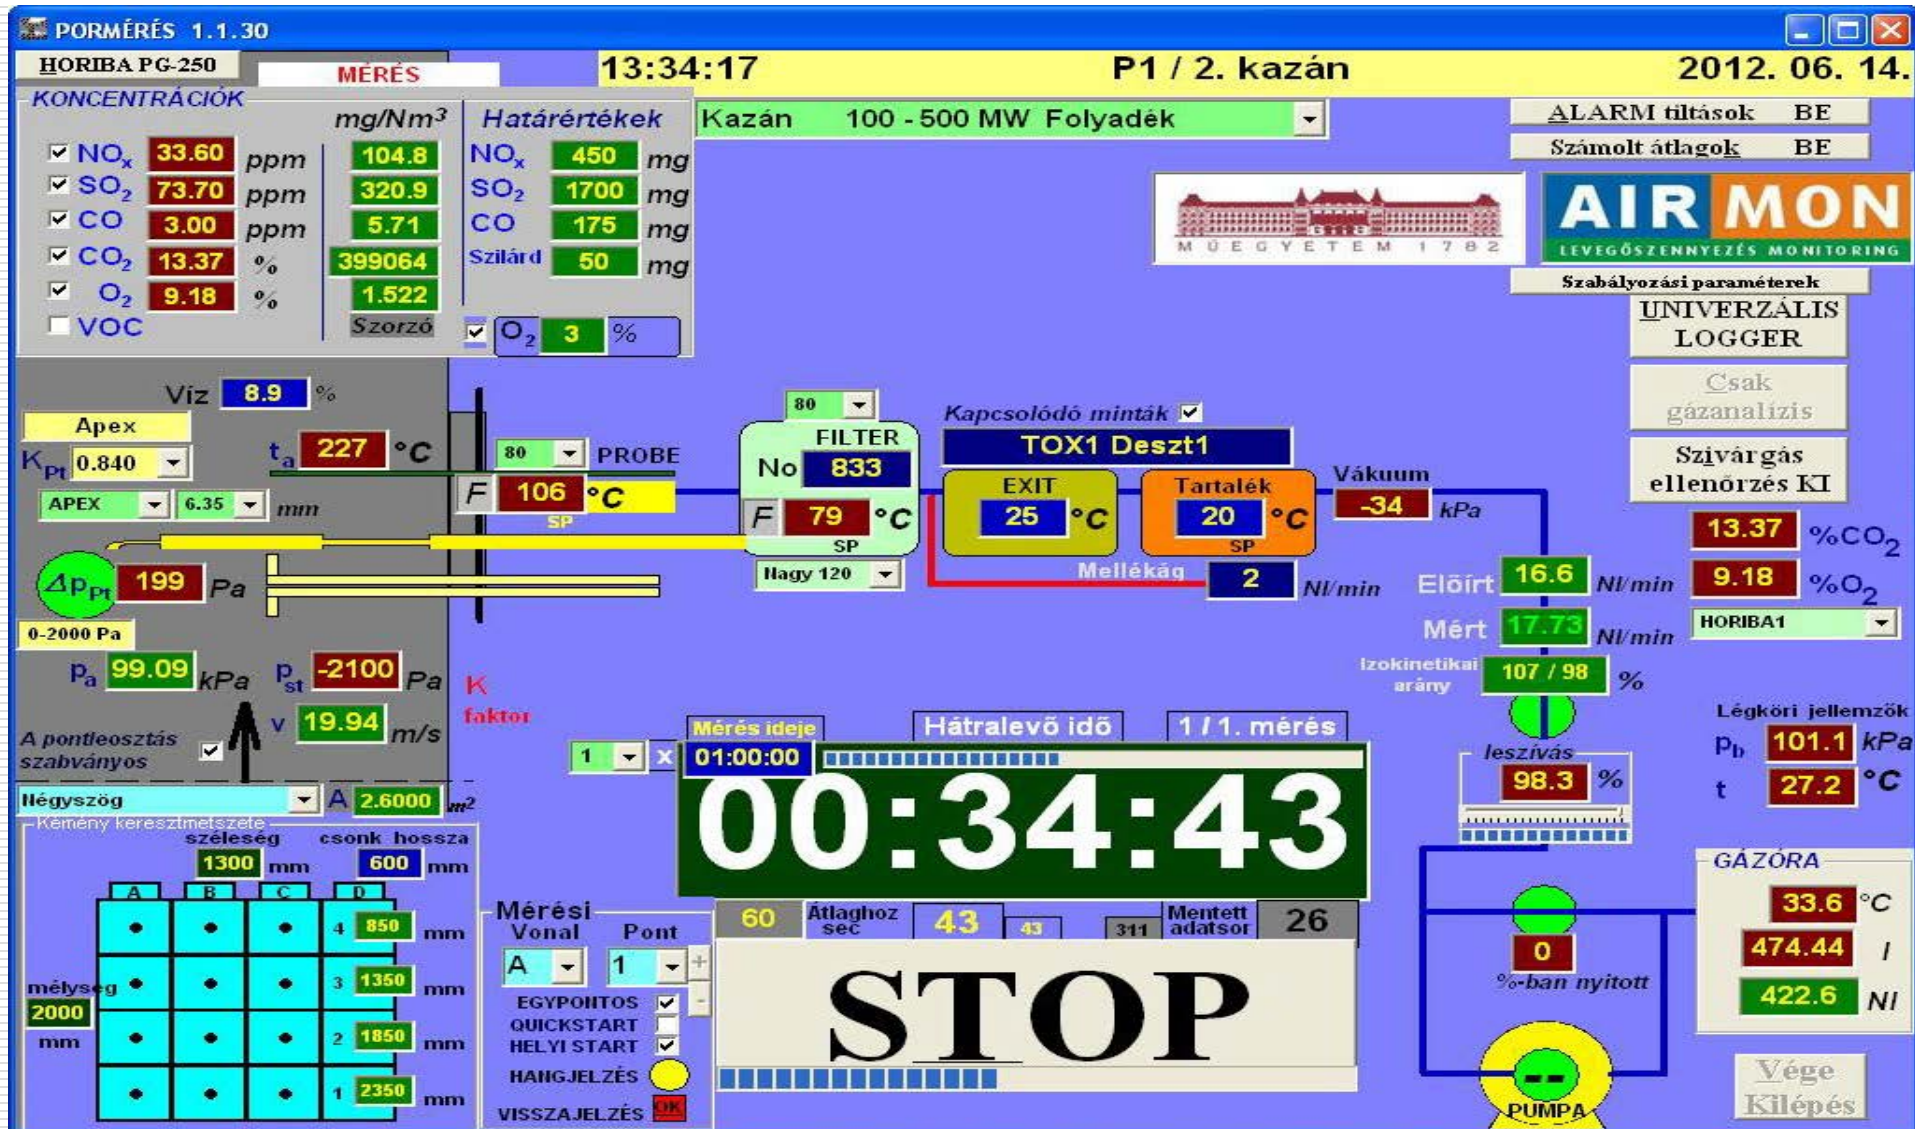 PORMÉRÉS 1.1.30
HORIBA PG-250
MÉRÉS
13:34:17
P1 / 2. kazán
2012. 06. 14.
KONCENTRÁCIÓK
mg/Nm³
Határértékek
NOx 33.60 ppm 104.8 NOx 450 mg
SO2 73.70 ppm 320.9 SO2 1700 mg
CO 3.00 ppm 5.71 CO 175 mg
CO2 13.37 % 399064 Szilárd 50 mg
O2 9.18 % 1.522
VOC Szorzó O2 3 %
Kazán 100 - 500 MW Folyadék
ALARM tiltások BE
Számolt átlagok BE
MŰEGYETEM 1782
AIR MON
LEVEGŐSZENNYEZÉS MONITORING
Szabályozási paraméterek
UNIVERZÁLIS
LOGGER
Csak
gázanalízis
Szivárgás
ellenőrzés KI
Víz 8.9 %
Apex
KPt 0.840
ta 227 °C
APEX 6.35 mm
80 PROBE
F 106 °C
SP
80
FILTER
No 833
F 79 °C
SP
Nagy 120
Kapcsolódó minták
TOX1 Deszt1
EXIT
25 °C
Tartalék
20 °C
SP
Mellékág 2 Nl/min
Vákuum
-34 kPa
13.37 %CO2
9.18 %O2
HORIBA1
Előírt 16.6 Nl/min
Mért 17.73 Nl/min
Izokinetikai
arány
107 / 98 %
ΔpPt 199 Pa
0-2000 Pa
pa 99.09 kPa
pst -2100 Pa
v 19.94 m/s
K
faktor
A pontleosztás
szabványos
Négyszög
A 2.6000 m2
Kémény keresztmetszete
széleség
csonk hossza
1300 mm
600 mm
A B C D
4 850 mm
3 1350 mm
2 1850 mm
1 2350 mm
mélység
2000
mm
1 x
Mérés ideje
01:00:00
Hátralevő idő
1 / 1. mérés
00:34:43
60 Átlaghoz
sec
43 43 311
Mentett
adatsor
26
STOP
Mérési
Vonal Pont
A 1
+
-
EGYPONTOS
QUICKSTART
HELYI START
HANGJELZÉS
VISSZAJELZÉS OK
leszívás
98.3 %
Légköri jellemzők
pb 101.1 kPa
t 27.2 °C
GÁZÓRA
33.6 °C
474.44 l
422.6 Nl
0
%-ban nyitott
--
PUMPA
Vége
Kilépés